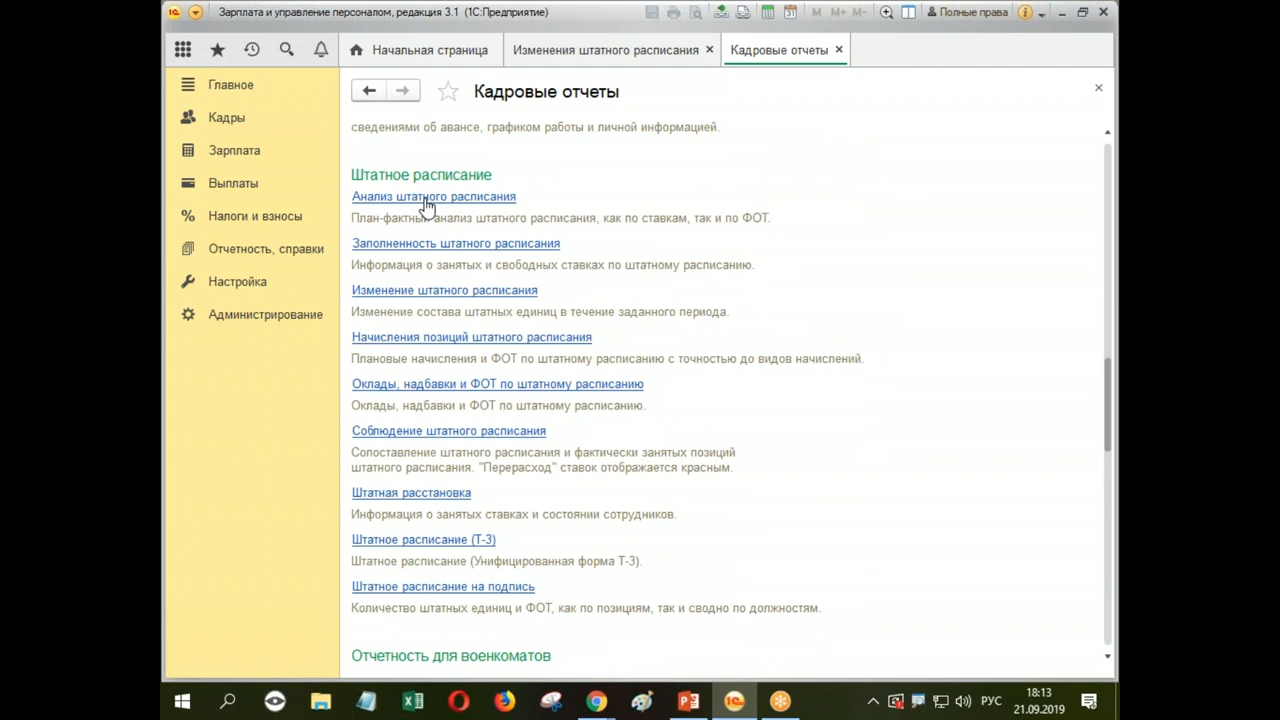 Зарплата и управление персоналом, редакция 3.1 (1С:Предприятие)
M M+ M- Полные права
Начальная страница
Изменения штатного расписания
Кадровые отчеты
Главное
Кадры
Зарплата
Выплаты
Налоги и взносы
Отчетность, справки
Настройка
Администрирование
Кадровые отчеты
сведениями об авансе, графиком работы и личной информацией.
Штатное расписание
Анализ штатного расписания
План-фактный анализ штатного расписания, как по ставкам, так и по ФОТ.
Заполненность штатного расписания
Информация о занятых и свободных ставках по штатному расписанию.
Изменение штатного расписания
Изменение состава штатных единиц в течение заданного периода.
Начисления позиций штатного расписания
Плановые начисления и ФОТ по штатному расписанию с точностью до видов начислений.
Оклады, надбавки и ФОТ по штатному расписанию
Оклады, надбавки и ФОТ по штатному расписанию.
Соблюдение штатного расписания
Сопоставление штатного расписания и фактически занятых позиций
штатного расписания. "Перерасход" ставок отображается красным.
Штатная расстановка
Информация о занятых ставках и состоянии сотрудников.
Штатное расписание (Т-3)
Штатное расписание (Унифицированная форма Т-3).
Штатное расписание на подпись
Количество штатных единиц и ФОТ, как по позициям, так и сводно по должностям.
Отчетность для военкоматов
РУС
18:13
21.09.2019